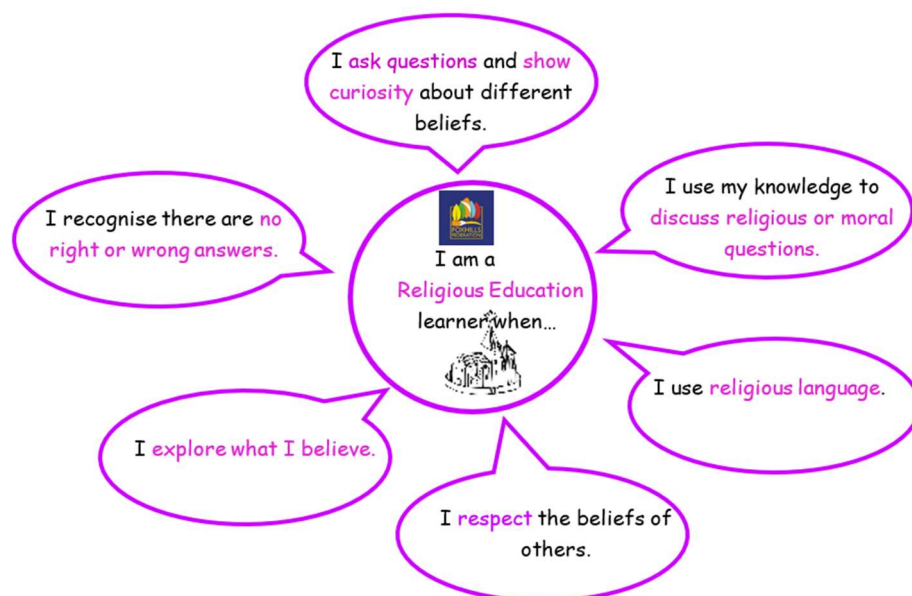 I ask questions and show
curiosity about different
beliefs.
I use my knowledge to
discuss religious or moral
questions.
I recognise there are no
right or wrong answers.
FOXHILLS
FEDERATION
I am a
Religious Education
learner when…
I use religious language.
I explore what I believe.
I respect the beliefs of
others.